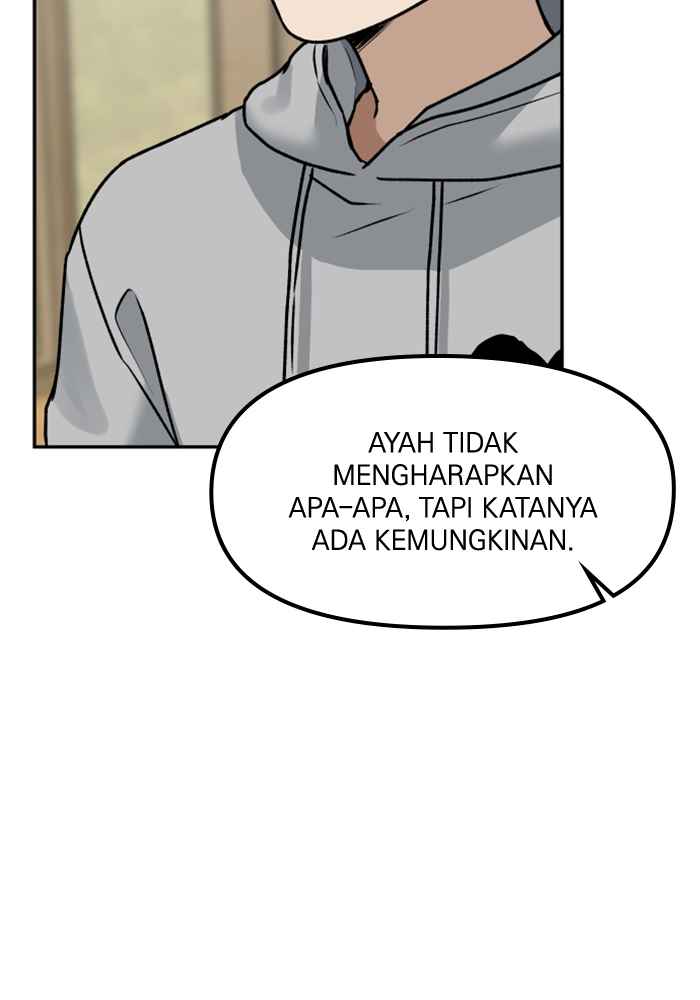 AYAH TIDAK
MENGHARAPKAN
APA-APA, TAPI KATANYA
ADA KEMUNGKINAN.